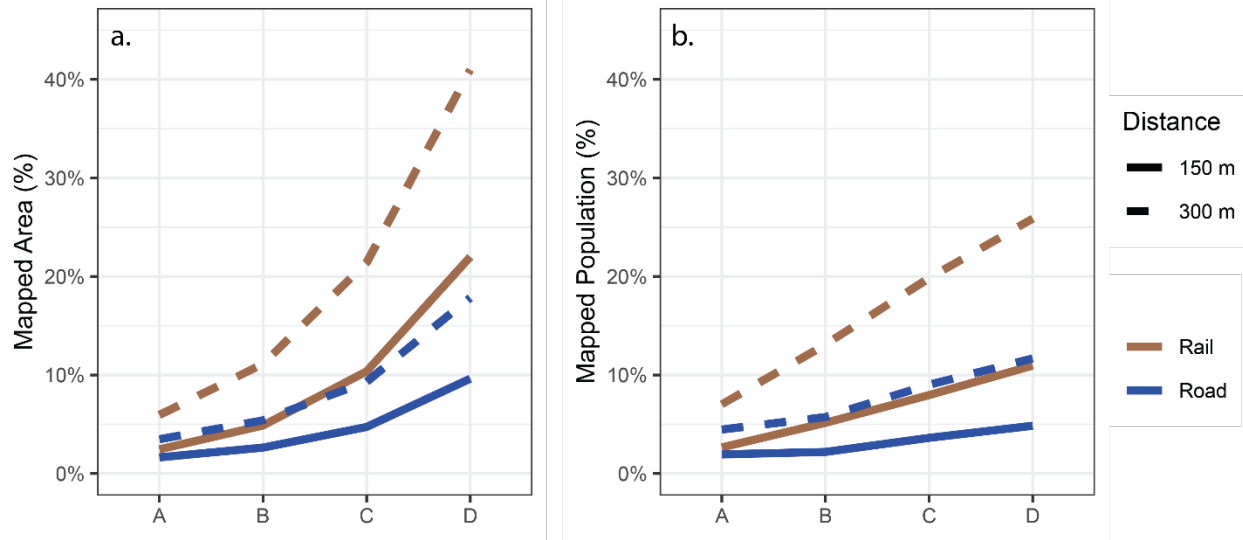 a.
Mapped Area (%)
40%
30%
20%
10%
0%
A B C D
b.
Mapped Population (%)
40%
30%
20%
10%
0%
A B C D
Distance
150 m
300 m
Rail
Road